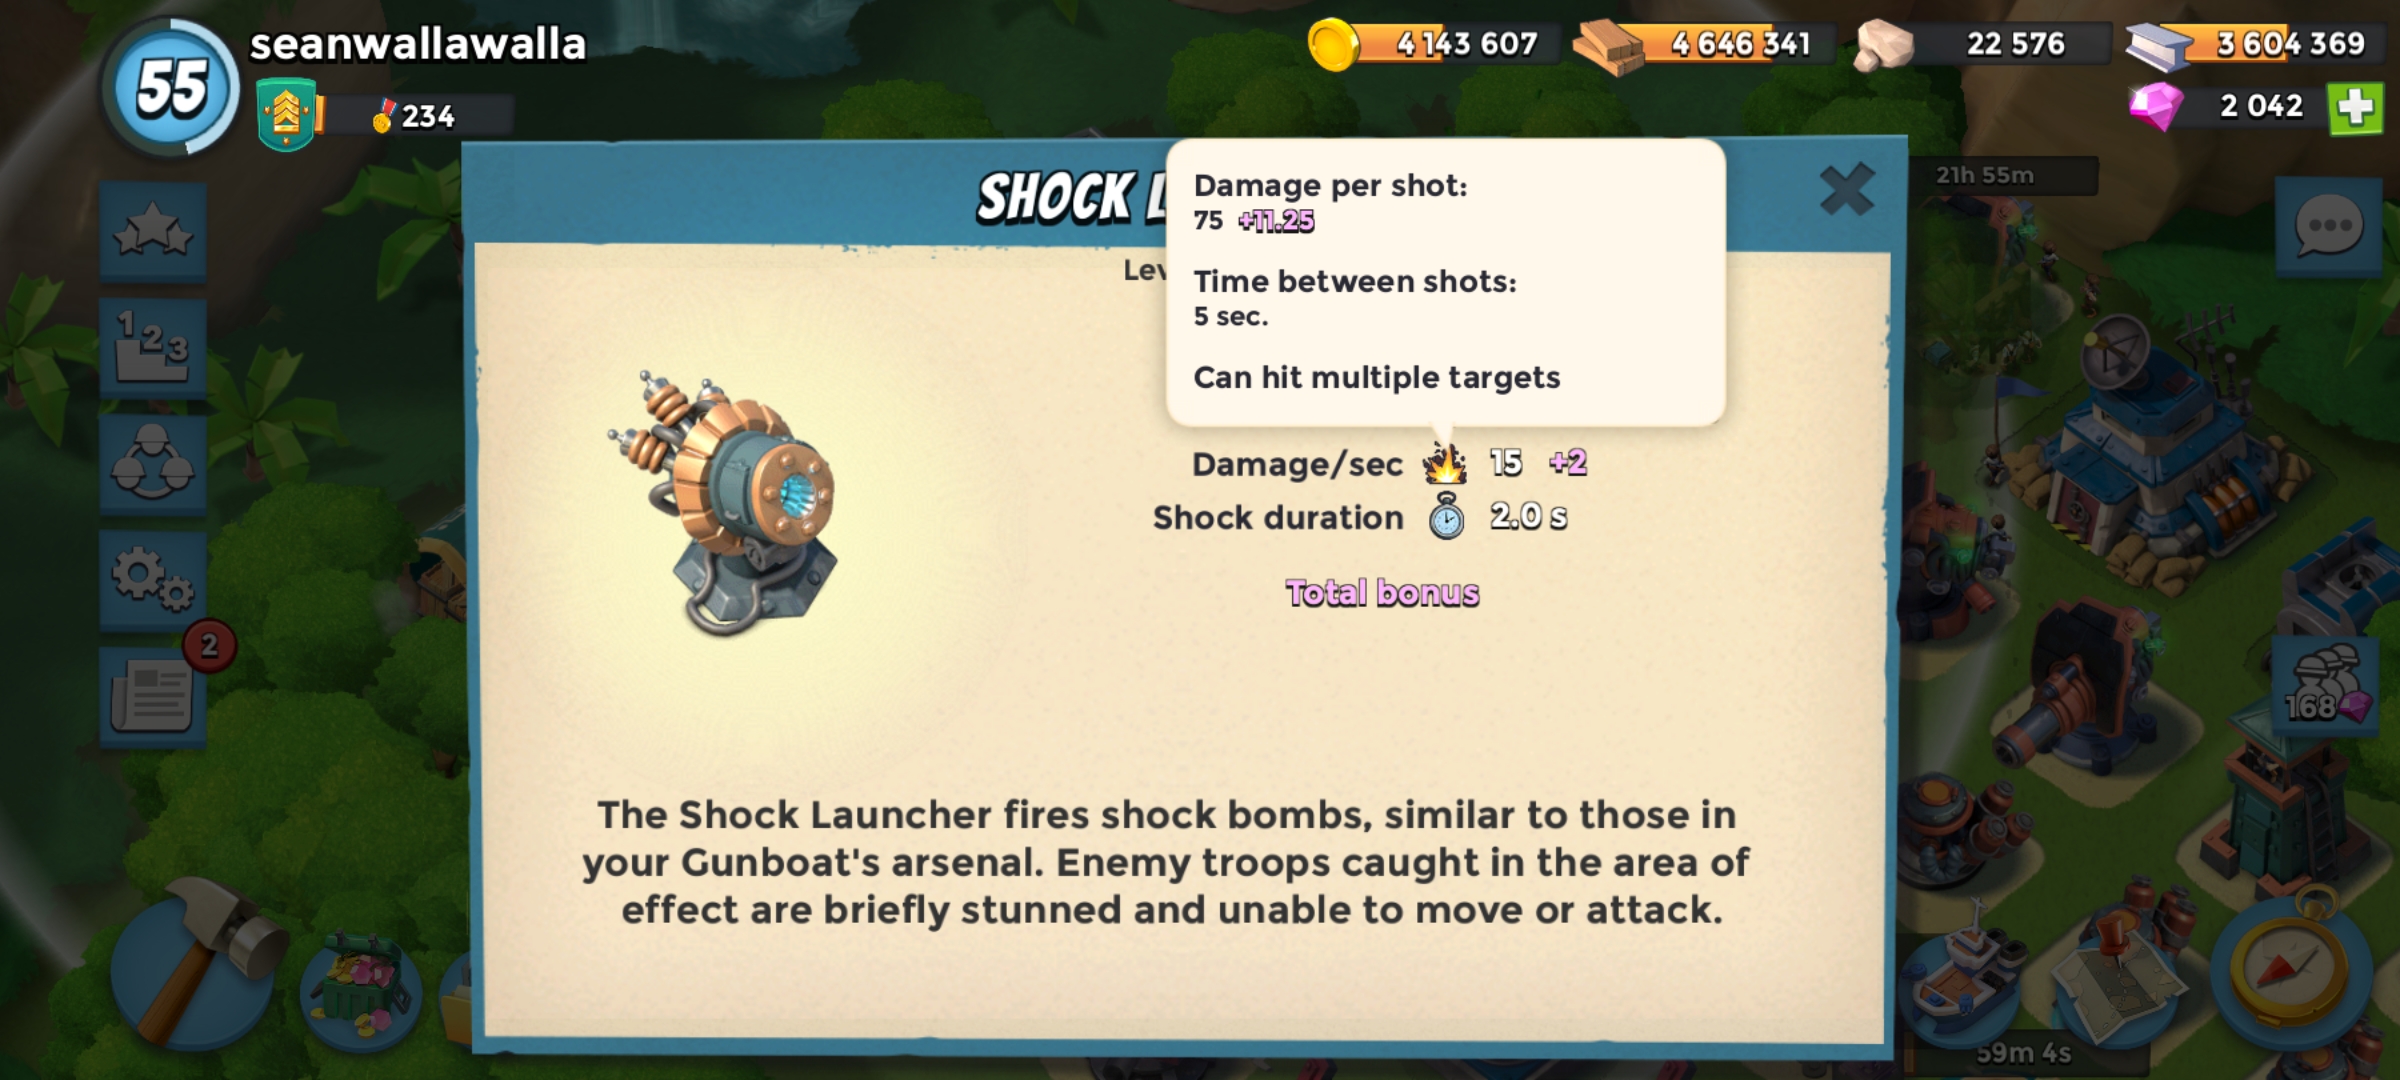 55
seanwallawalla
234
4 143 607
4 646 341
22 576
3 604 369
2 042
21h 55m
SHOCK
Damage per shot:
75 +11.25
Time between shots:
5 sec.
Can hit multiple targets
Damage/sec 15 +2
Shock duration 2.0 s
Total bonus
The Shock Launcher fires shock bombs, similar to those in
your Gunboat's arsenal. Enemy troops caught in the area of
effect are briefly stunned and unable to move or attack.
1 2 3
2
168
59m 4s